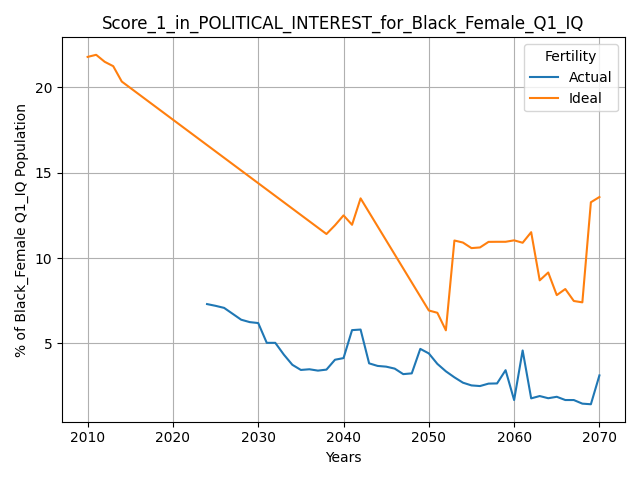 Score_1_in_POLITICAL_INTEREST_for_Black_Female_Q1_IQ
Fertility
Actual
Ideal
% of Black_Female Q1_IQ Population
20
15
10
5
2010 2020 2030 2040 2050 2060 2070
Years